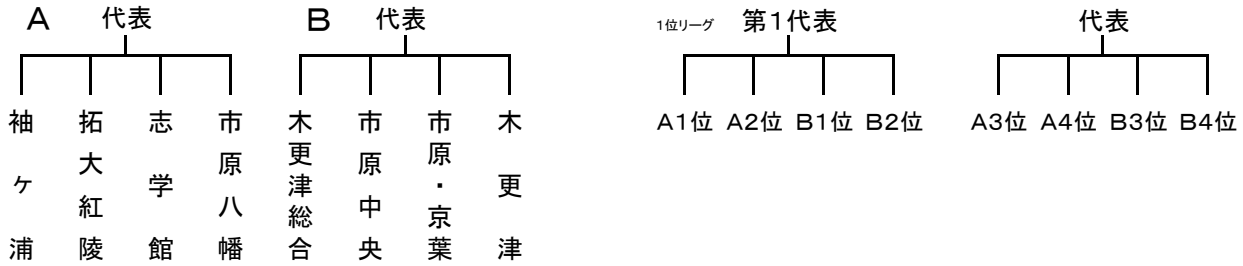 A 代表
袖ヶ浦
拓大紅陵
志学館
市原八幡
B 代表
木更津総合
市原中央
市原・京葉
木更津
1位リーグ 第1代表
A1位 A2位 B1位 B2位
代表
A3位 A4位 B3位 B4位